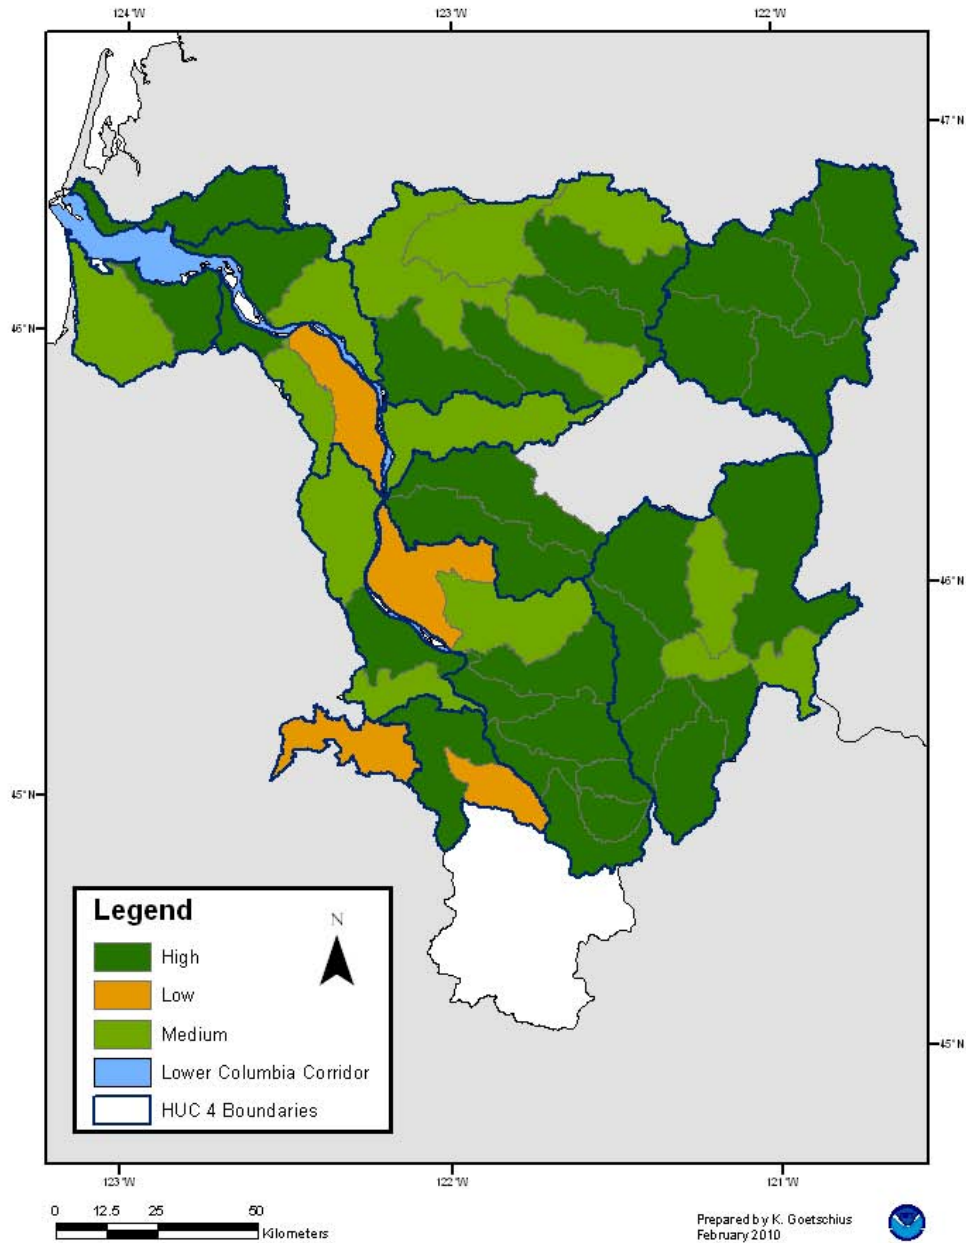 124°W 123°W 122°W
47°N
46°N
46°N
45°N
45°N
Legend
N
High
Low
Medium
Lower Columbia Corridor
HUC 4 Boundaries
123°W 122°W 121°W
0 12.5 25 50
Kilometers
Prepared by K. Goetschius
February 2010